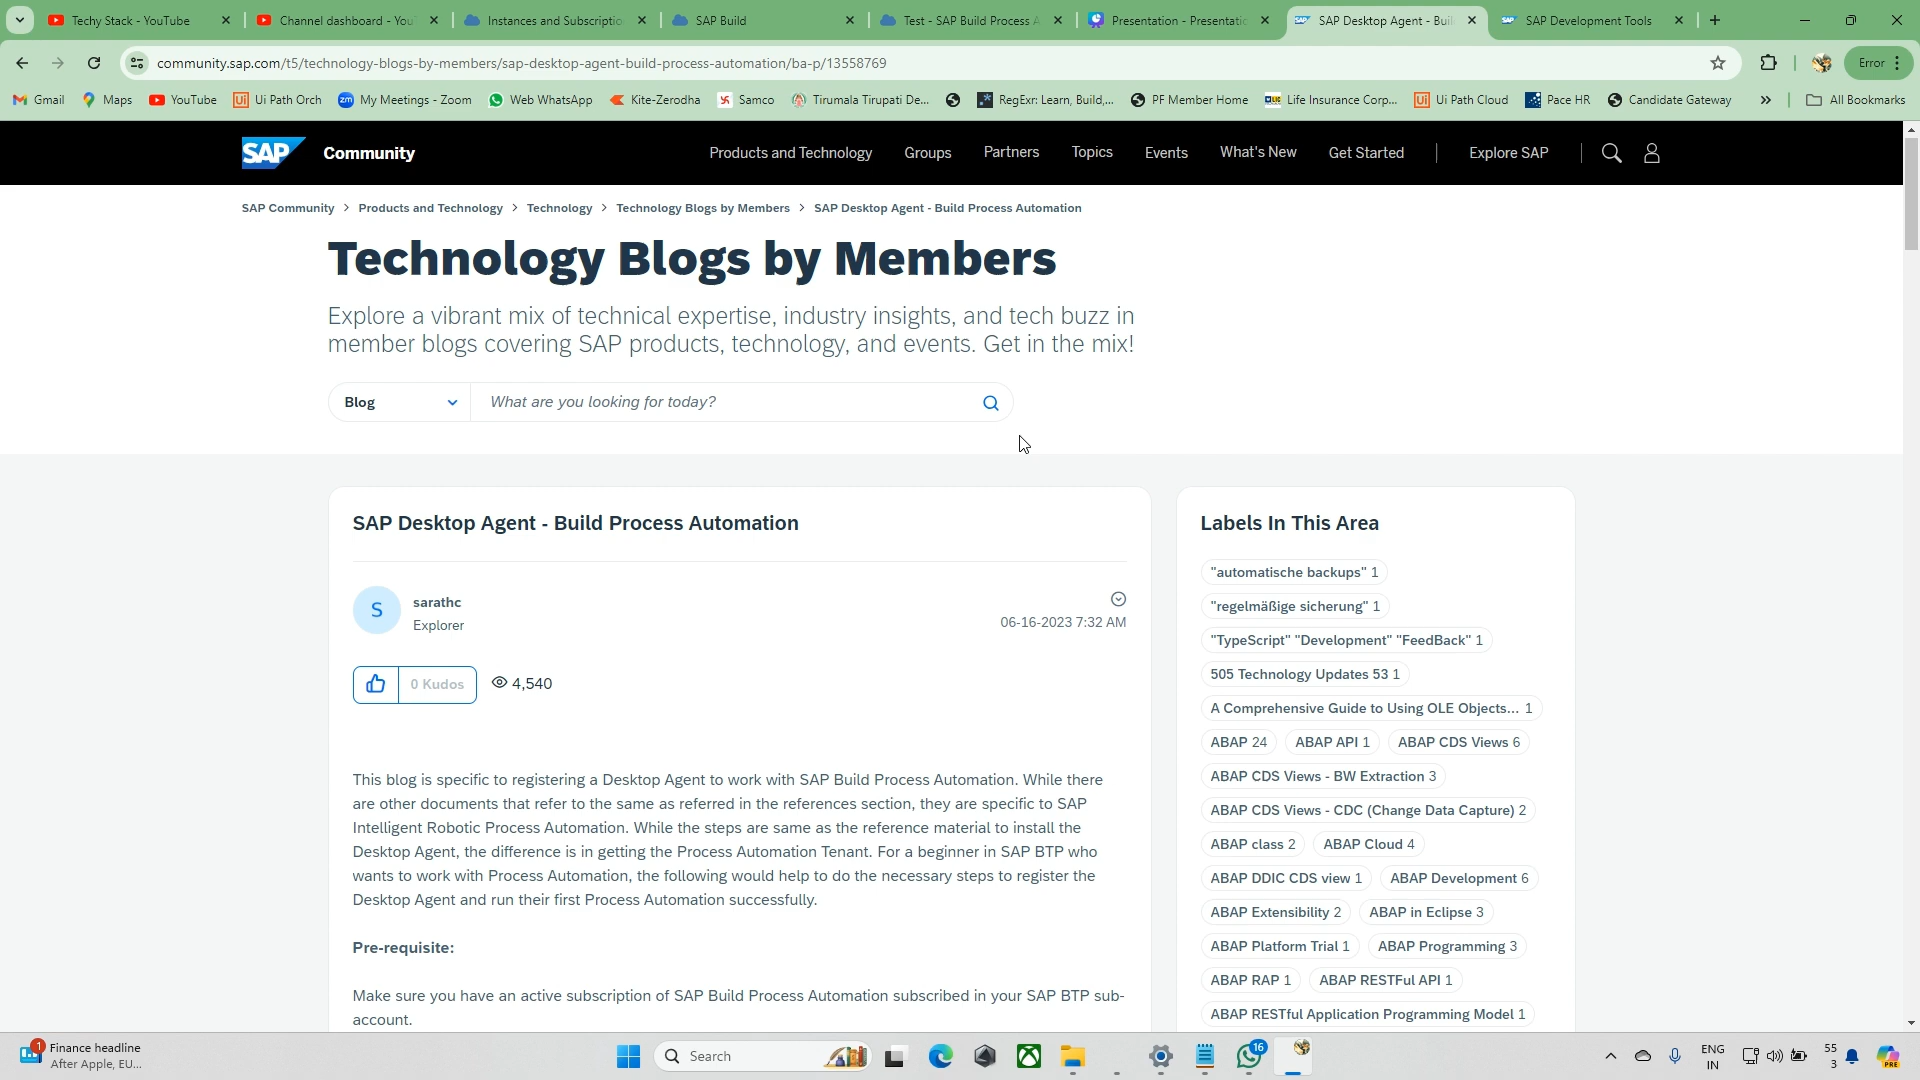 Techy Stack - YouTube
Channel dashboard - You
Instances and Subscriptio
SAP Build
Test - SAP Build Process A
Presentation - Presentatic
SAP Desktop Agent - Buil
SAP Development Tools
community.sap.com/t5/technology-blogs-by-members/sap-desktop-agent-build-process-automation/ba-p/13558769
Error
Gmail
Maps
YouTube
Ui Path Orch
My Meetings - Zoom
Web WhatsApp
Kite-Zerodha
Samco
Tirumala Tirupati De...
RegExr: Learn, Build,...
PF Member Home
Life Insurance Corp...
Ui Path Cloud
Pace HR
Candidate Gateway
All Bookmarks
SAP Community
Products and Technology
Groups
Partners
Topics
Events
What's New
Get Started
Explore SAP
SAP Community > Products and Technology > Technology > Technology Blogs by Members > SAP Desktop Agent - Build Process Automation
Technology Blogs by Members
Explore a vibrant mix of technical expertise, industry insights, and tech buzz in
member blogs covering SAP products, technology, and events. Get in the mix!
Blog
What are you looking for today?
SAP Desktop Agent - Build Process Automation
S
sarathc
Explorer
06-16-2023 7:32 AM
0 Kudos
4,540
This blog is specific to registering a Desktop Agent to work with SAP Build Process Automation. While there
are other documents that refer to the same as referred in the references section, they are specific to SAP
Intelligent Robotic Process Automation. While the steps are same as the reference material to install the
Desktop Agent, the difference is in getting the Process Automation Tenant. For a beginner in SAP BTP who
wants to work with Process Automation, the following would help to do the necessary steps to register the
Desktop Agent and run their first Process Automation successfully.
Pre-requisite:
Make sure you have an active subscription of SAP Build Process Automation subscribed in your SAP BTP sub-
account.
Labels In This Area
"automatische backups" 1
"regelmäßige sicherung" 1
"TypeScript" "Development" "FeedBack" 1
505 Technology Updates 53 1
A Comprehensive Guide to Using OLE Objects... 1
ABAP 24
ABAP API 1
ABAP CDS Views 6
ABAP CDS Views - BW Extraction 3
ABAP CDS Views - CDC (Change Data Capture) 2
ABAP class 2
ABAP Cloud 4
ABAP DDIC CDS view 1
ABAP Development 6
ABAP Extensibility 2
ABAP in Eclipse 3
ABAP Platform Trial 1
ABAP Programming 3
ABAP RAP 1
ABAP RESTFul API 1
ABAP RESTful Application Programming Model 1
1
Finance headline
After Apple, EU...
Search
16
ENG
IN
55
3
PRE